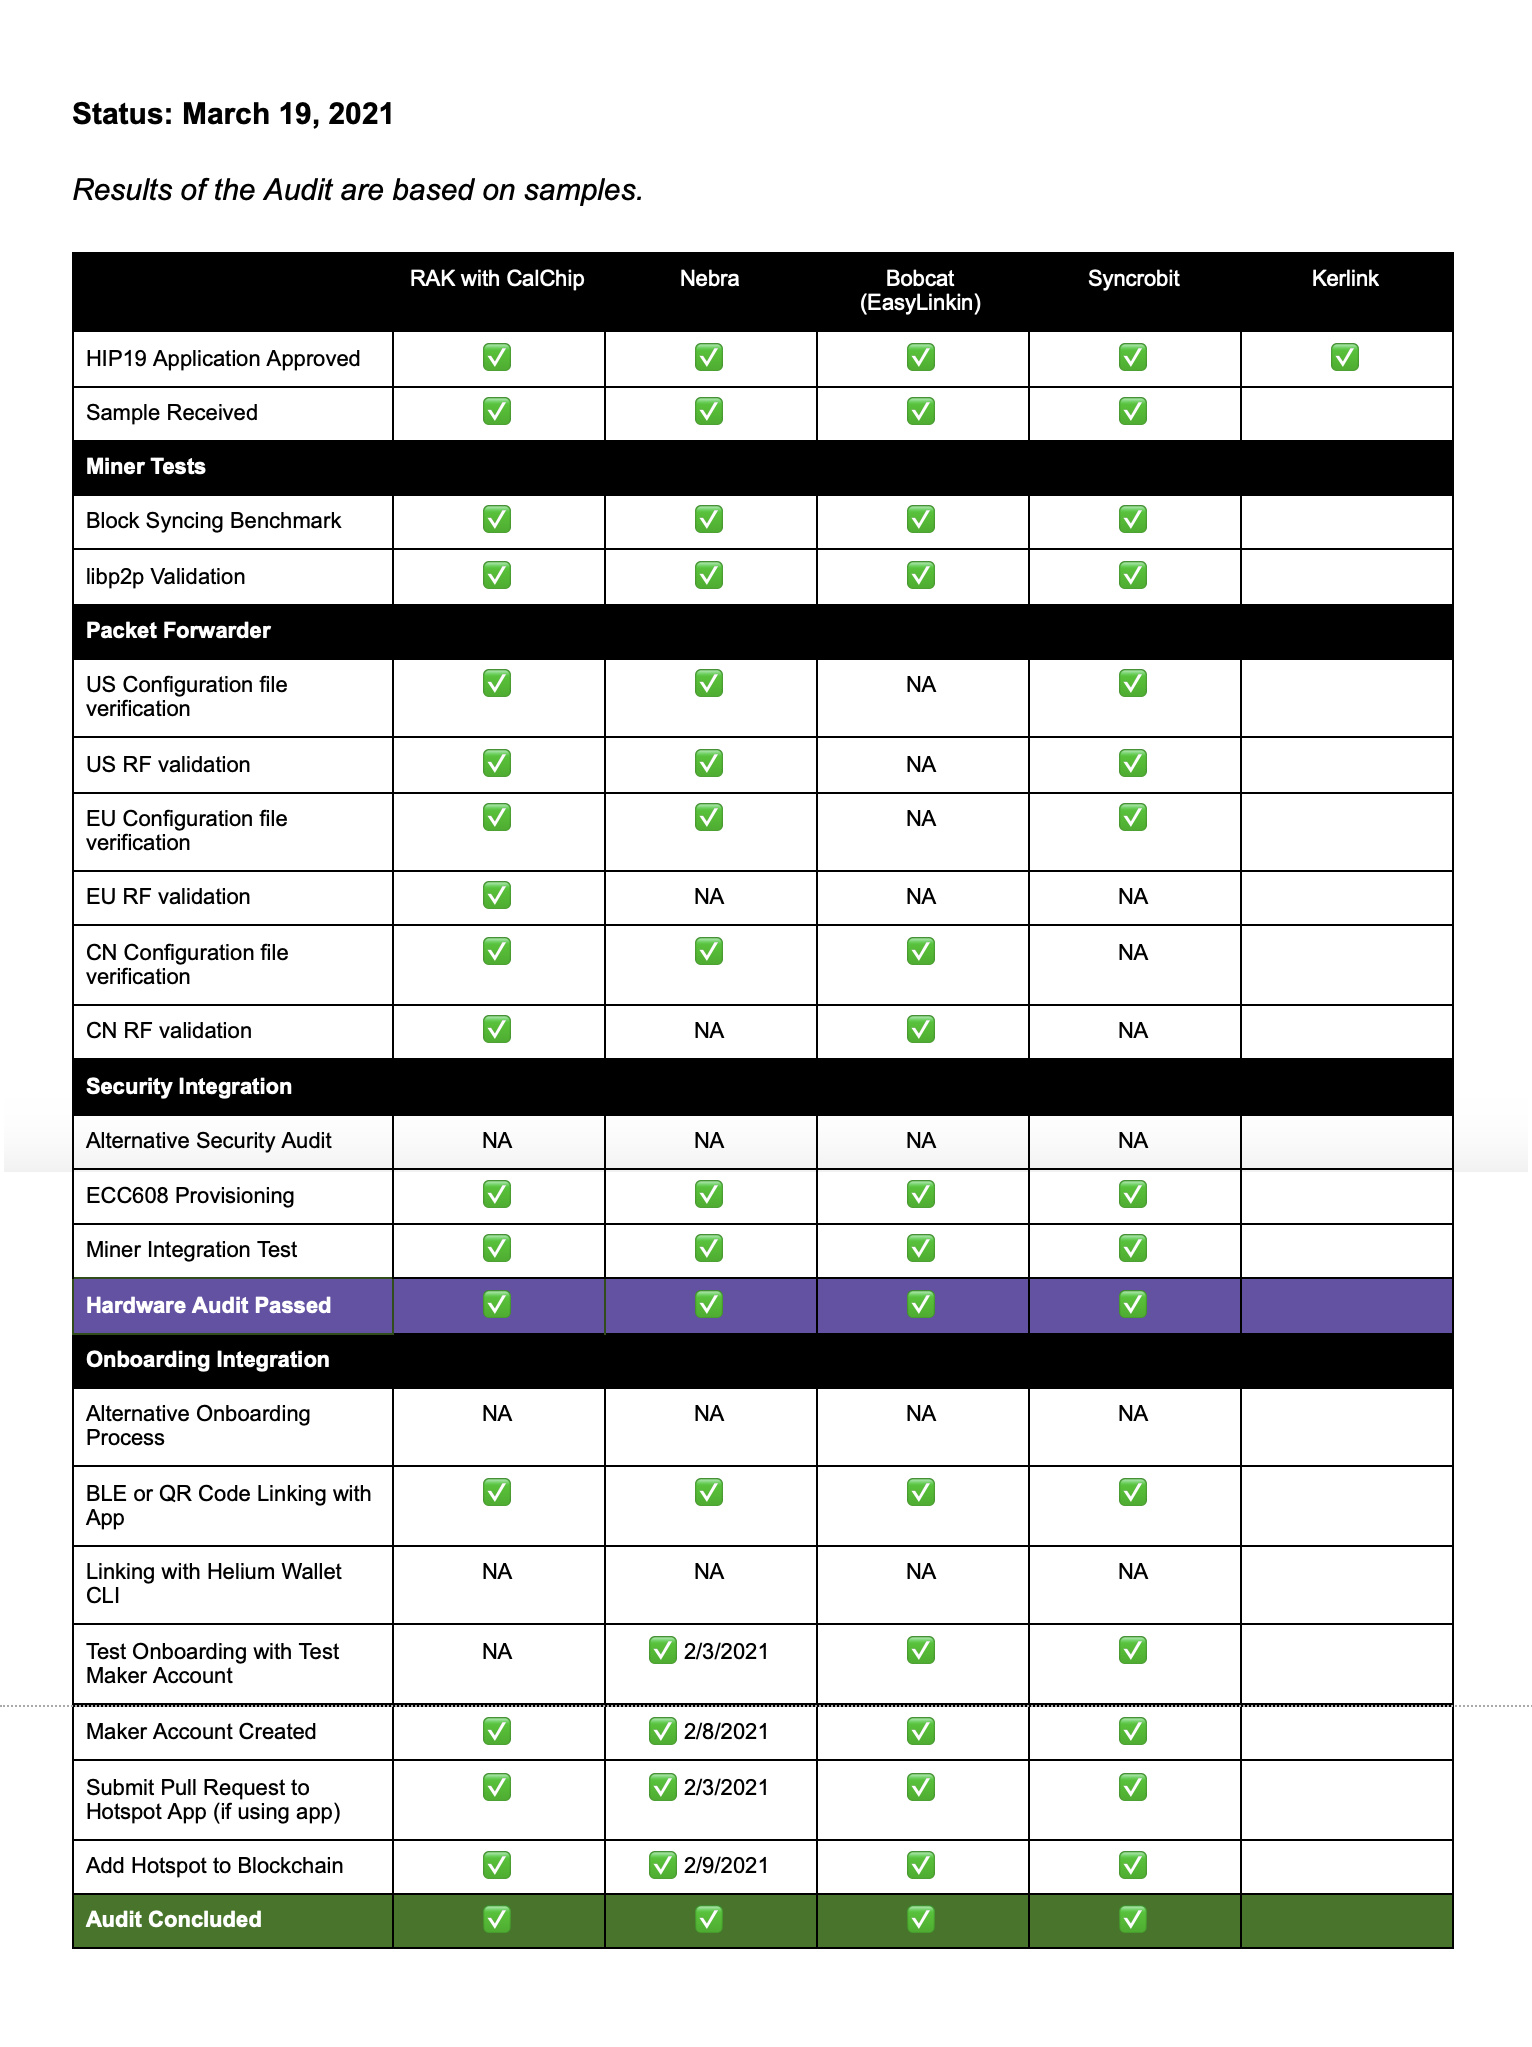 Status: March 19, 2021
Results of the Audit are based on samples.
RAK with CalChip Nebra Bobcat Syncrobit Kerlink
(EasyLinkin)
HIP19 Application Approved ✅ ✅ ✅ ✅ ✅
Sample Received ✅ ✅ ✅ ✅
Miner Tests
Block Syncing Benchmark ✅ ✅ ✅ ✅
libp2p Validation ✅ ✅ ✅ ✅
Packet Forwarder
US Configuration file ✅ ✅ NA ✅
verification
US RF validation ✅ ✅ NA ✅
EU Configuration file ✅ ✅ NA ✅
verification
EU RF validation ✅ NA NA NA
CN Configuration file ✅ ✅ ✅ NA
verification
CN RF validation ✅ NA ✅ NA
Security Integration
Alternative Security Audit NA NA NA NA
ECC608 Provisioning ✅ ✅ ✅ ✅
Miner Integration Test ✅ ✅ ✅ ✅
Hardware Audit Passed ✅ ✅ ✅ ✅
Onboarding Integration
Alternative Onboarding NA NA NA NA
Process
BLE or QR Code Linking with ✅ ✅ ✅ ✅
App
Linking with Helium Wallet NA NA NA NA
CLI
Test Onboarding with Test NA ✅ 2/3/2021 ✅ ✅
Maker Account
Maker Account Created ✅ ✅ 2/8/2021 ✅ ✅
Submit Pull Request to ✅ ✅ 2/3/2021 ✅ ✅
Hotspot App (if using app)
Add Hotspot to Blockchain ✅ ✅ 2/9/2021 ✅ ✅
Audit Concluded ✅ ✅ ✅ ✅